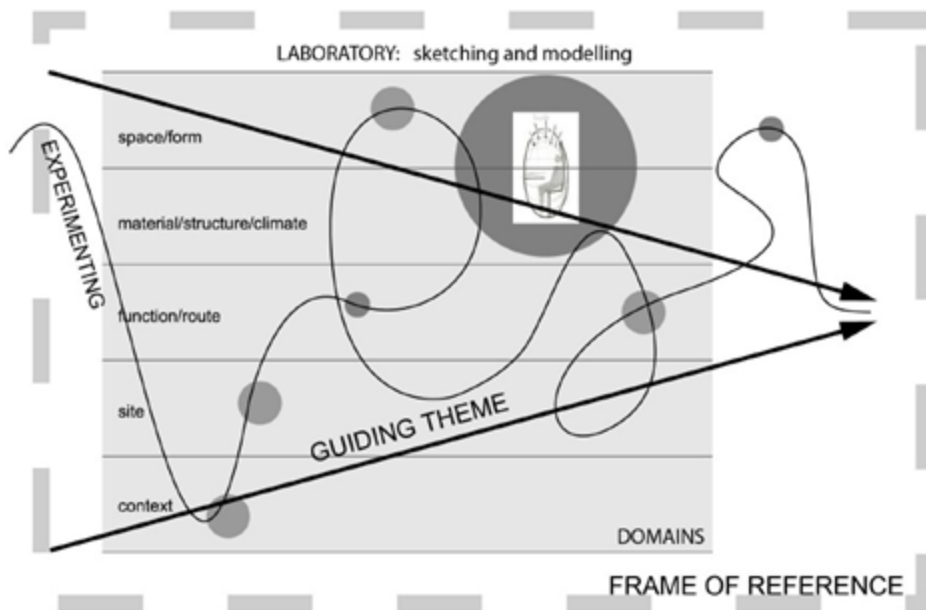 LABORATORY: sketching and modelling
space/form
EXPERIMENTING
material/structure/climate
function/route
site
GUIDING THEME
context
DOMAINS
FRAME OF REFERENCE